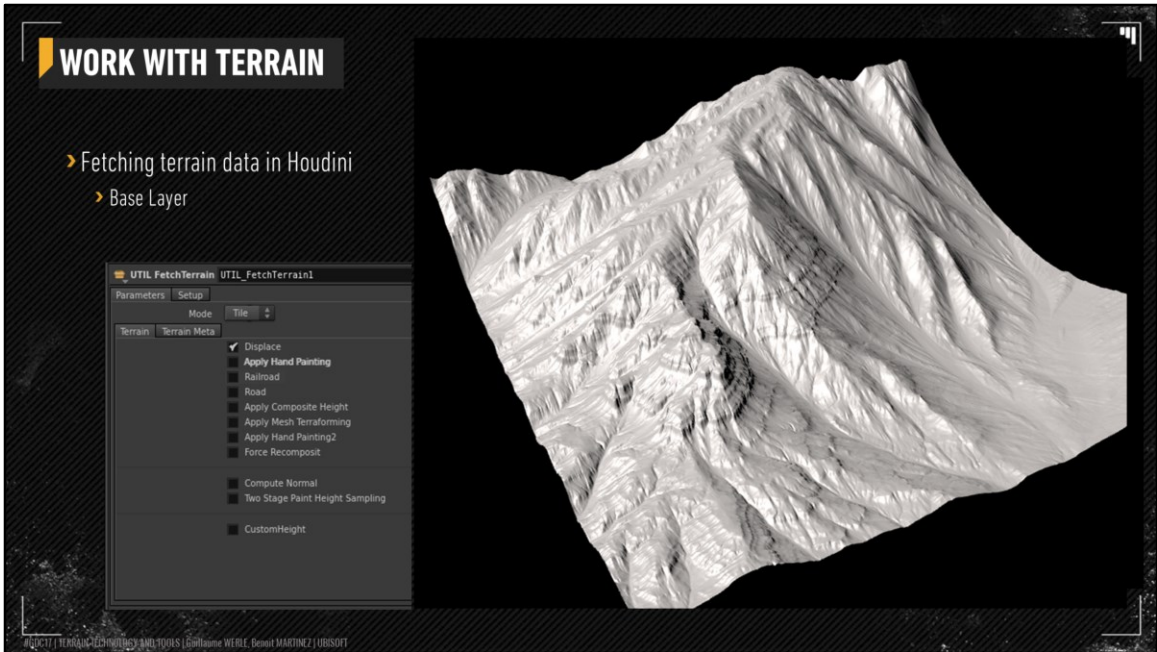 WORK WITH TERRAIN
Fetching terrain data in Houdini
Base Layer
UTIL FetchTerrain UTIL_FetchTerrain1
Parameters Setup
Mode Tile
Terrain Terrain Meta
Displace
Apply Hand Painting
Railroad
Road
Apply Composite Height
Apply Mesh Terraforming
Apply Hand Painting2
Force Recomposit
Compute Normal
Two Stage Paint Height Sampling
CustomHeight
#GDC17 | TERRAIN TECHNOLOGY AND TOOLS | Guillaume WERLE, Benoit MARTINEZ | UBISOFT